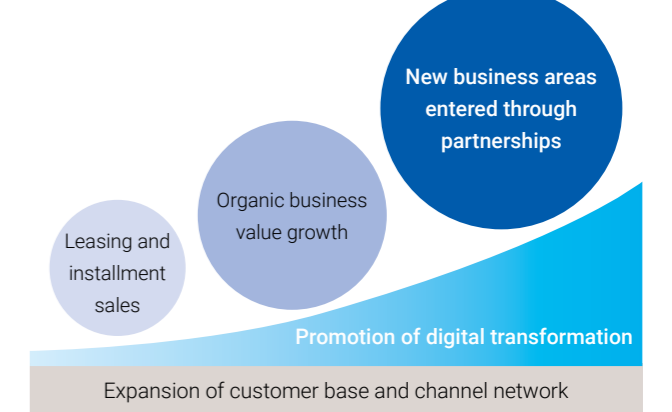 New business areas
entered through
partnerships
Organic business
value growth
Leasing and
installment
sales
Promotion of digital transformation
Expansion of customer base and channel network